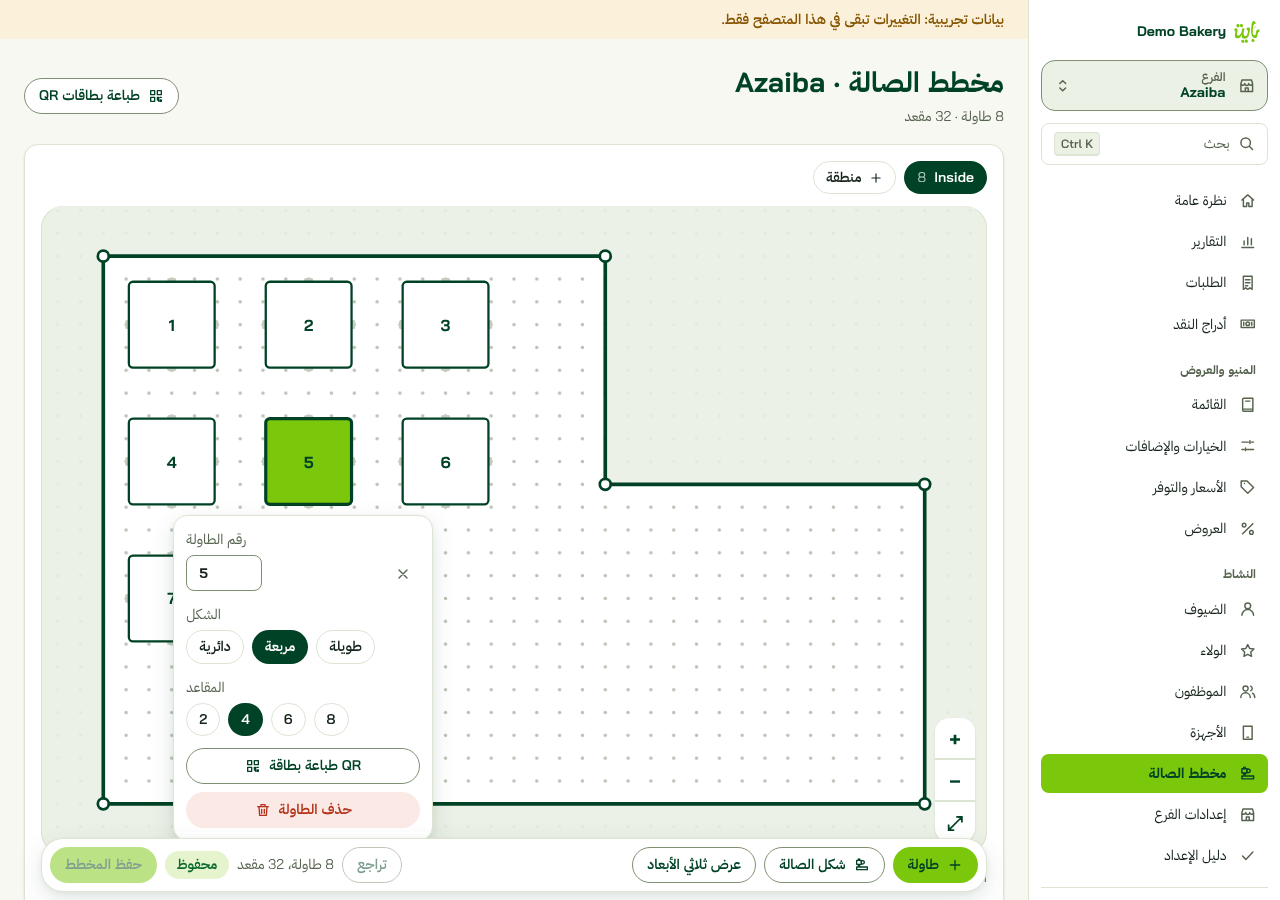 بيانات تجريبية: التغييرات تبقى في هذا المتصفح فقط.
بايت
Demo Bakery
الفرع
Azaiba
بحث
Ctrl K
نظرة عامة
التقارير
الطلبات
أدراج النقد
المنيو والعروض
القائمة
الخيارات والإضافات
الأسعار والتوفر
العروض
النشاط
الضيوف
الولاء
الموظفون
الأجهزة
مخطط الصالة
إعدادات الفرع
دليل الإعداد
مخطط الصالة · Azaiba
8 طاولة · 32 مقعد
طباعة بطاقات QR
Inside 8
+ منطقة
1
2
3
4
5
6
7
رقم الطاولة
5
الشكل
دائرية
مربعة
طويلة
المقاعد
2
4
6
8
طباعة بطاقة QR
حذف الطاولة
+
−
+ طاولة
شكل الصالة
عرض ثلاثي الأبعاد
تراجع
8 طاولة، 32 مقعد
محفوظ
حفظ المخطط